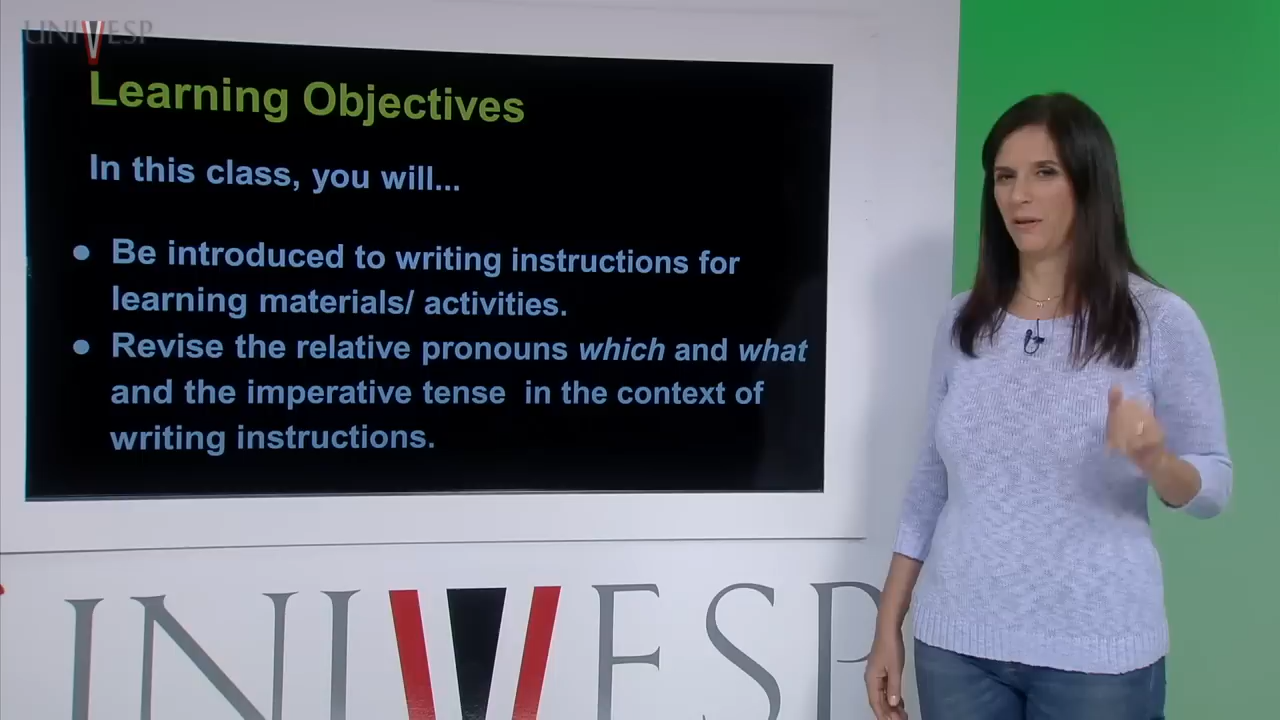 UNIVESP
Learning Objectives
In this class, you will...
● Be introduced to writing instructions for
learning materials/ activities.
● Revise the relative pronouns which and what
and the imperative tense in the context of
writing instructions.
UNIVESP